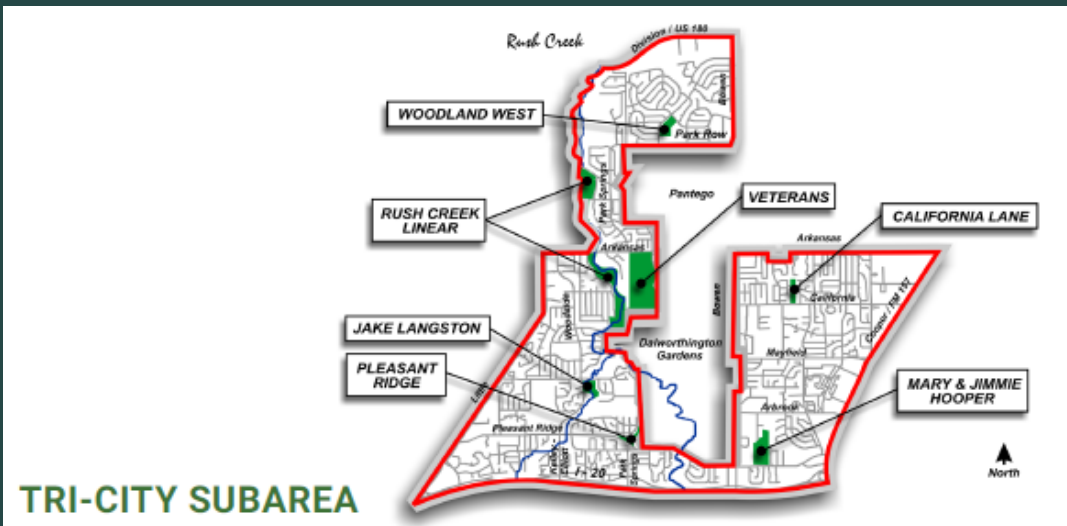 Rush Creek
Division / US 180
Bowen
WOODLAND WEST
Park Row
Park Springs
Pantego
VETERANS
RUSH CREEK
LINEAR
CALIFORNIA LANE
Arkansas
Arkansas
California
Woodside
Bowen
Cooper / FM 157
JAKE LANGSTON
Dalworthington
Gardens
Mayfield
PLEASANT
RIDGE
MARY & JIMMIE
HOOPER
Little
Arbrook
Pleasant Ridge
Kelley -
Elliott
I- 20
Park
Springs
North
TRI-CITY SUBAREA